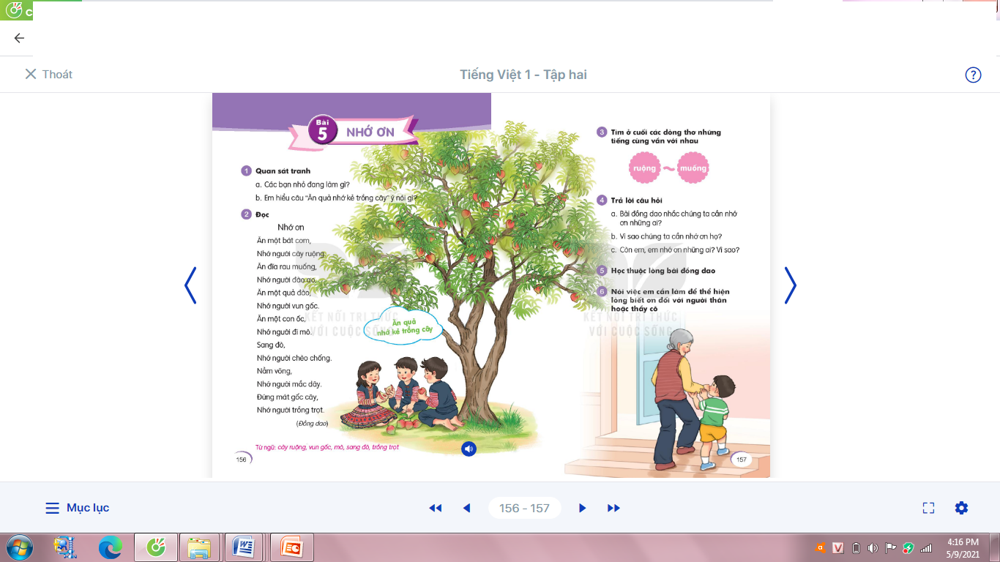 C
Thoát
Tiếng Việt 1 - Tập hai
?
Bài
5
NHỚ ƠN
1 Quan sát tranh
a. Các bạn nhỏ đang làm gì?
b. Em hiểu câu "Ăn quả nhớ kẻ trồng cây" ý nói gì?
2 Đọc
Nhớ ơn
Ăn một bát cơm,
Nhớ người cày ruộng.
Ăn đĩa rau muống,
Nhớ người đào ao.
Ăn một quả đào,
Nhớ người vun gốc.
Ăn một con ốc,
Nhớ người đi mò.
Sang đò,
Nhớ người chèo chống.
Nằm võng,
Nhớ người mắc dây.
Đứng mát gốc cây,
Nhớ người trồng trọt.
(Đồng dao)
Từ ngữ: cày ruộng, vun gốc, mò, sang đò, trồng trọt
156
Ăn quả
nhớ kẻ trồng cây
KẾT NỐI TRI THỨC
VỚI CUỘC SỐNG
3 Tìm ở cuối các dòng thơ những
tiếng cùng vần với nhau
ruộng ~ muống
4 Trả lời câu hỏi
a. Bài đồng dao nhắc chúng ta cần nhớ
ơn những ai?
b. Vì sao chúng ta cần nhớ ơn họ?
c. Còn em, em nhớ ơn những ai? Vì sao?
5 Học thuộc lòng bài đồng dao
6 Nói việc em cần làm để thể hiện
lòng biết ơn đối với người thân
hoặc thầy cô
KẾT NỐI TRI THỨC
VỚI CUỘC SỐNG
157
Mục lục
156 - 157
4:16 PM
5/9/2021